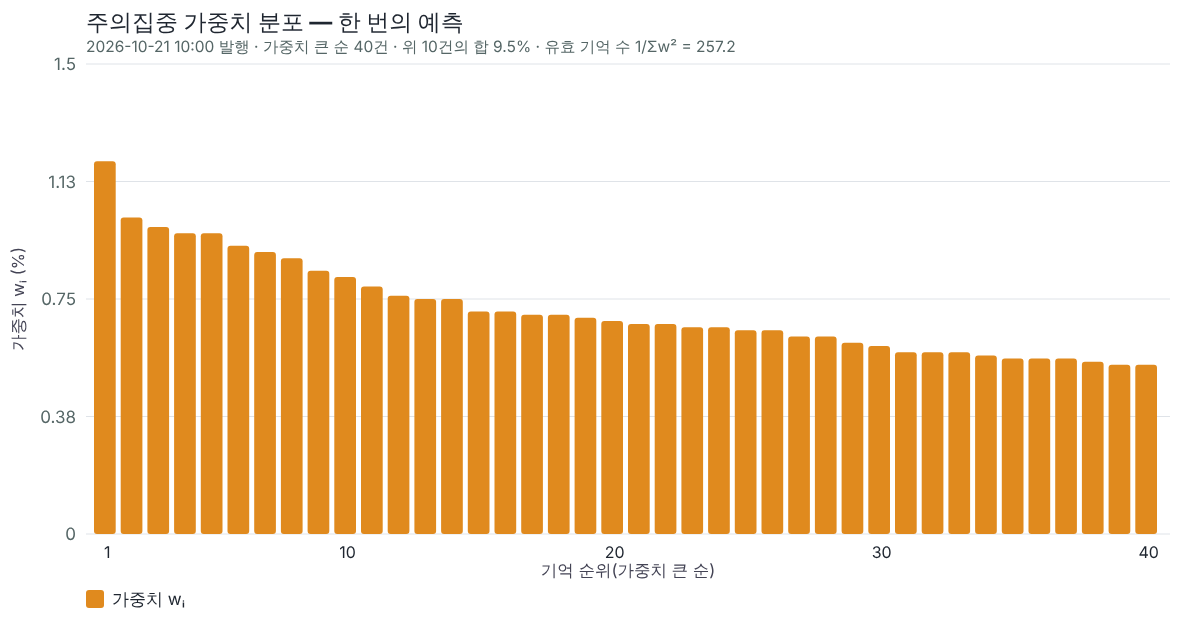 주의집중 가중치 분포 — 한 번의 예측
2026-10-21 10:00 발행 · 가중치 큰 순 40건 · 위 10건의 합 9.5% · 유효 기억 수 1/Σw² = 257.2
1.5
1.13
0.75
0.38
0
가중치 wᵢ (%)
1 10 20 30 40
기억 순위(가중치 큰 순)
가중치 wᵢ